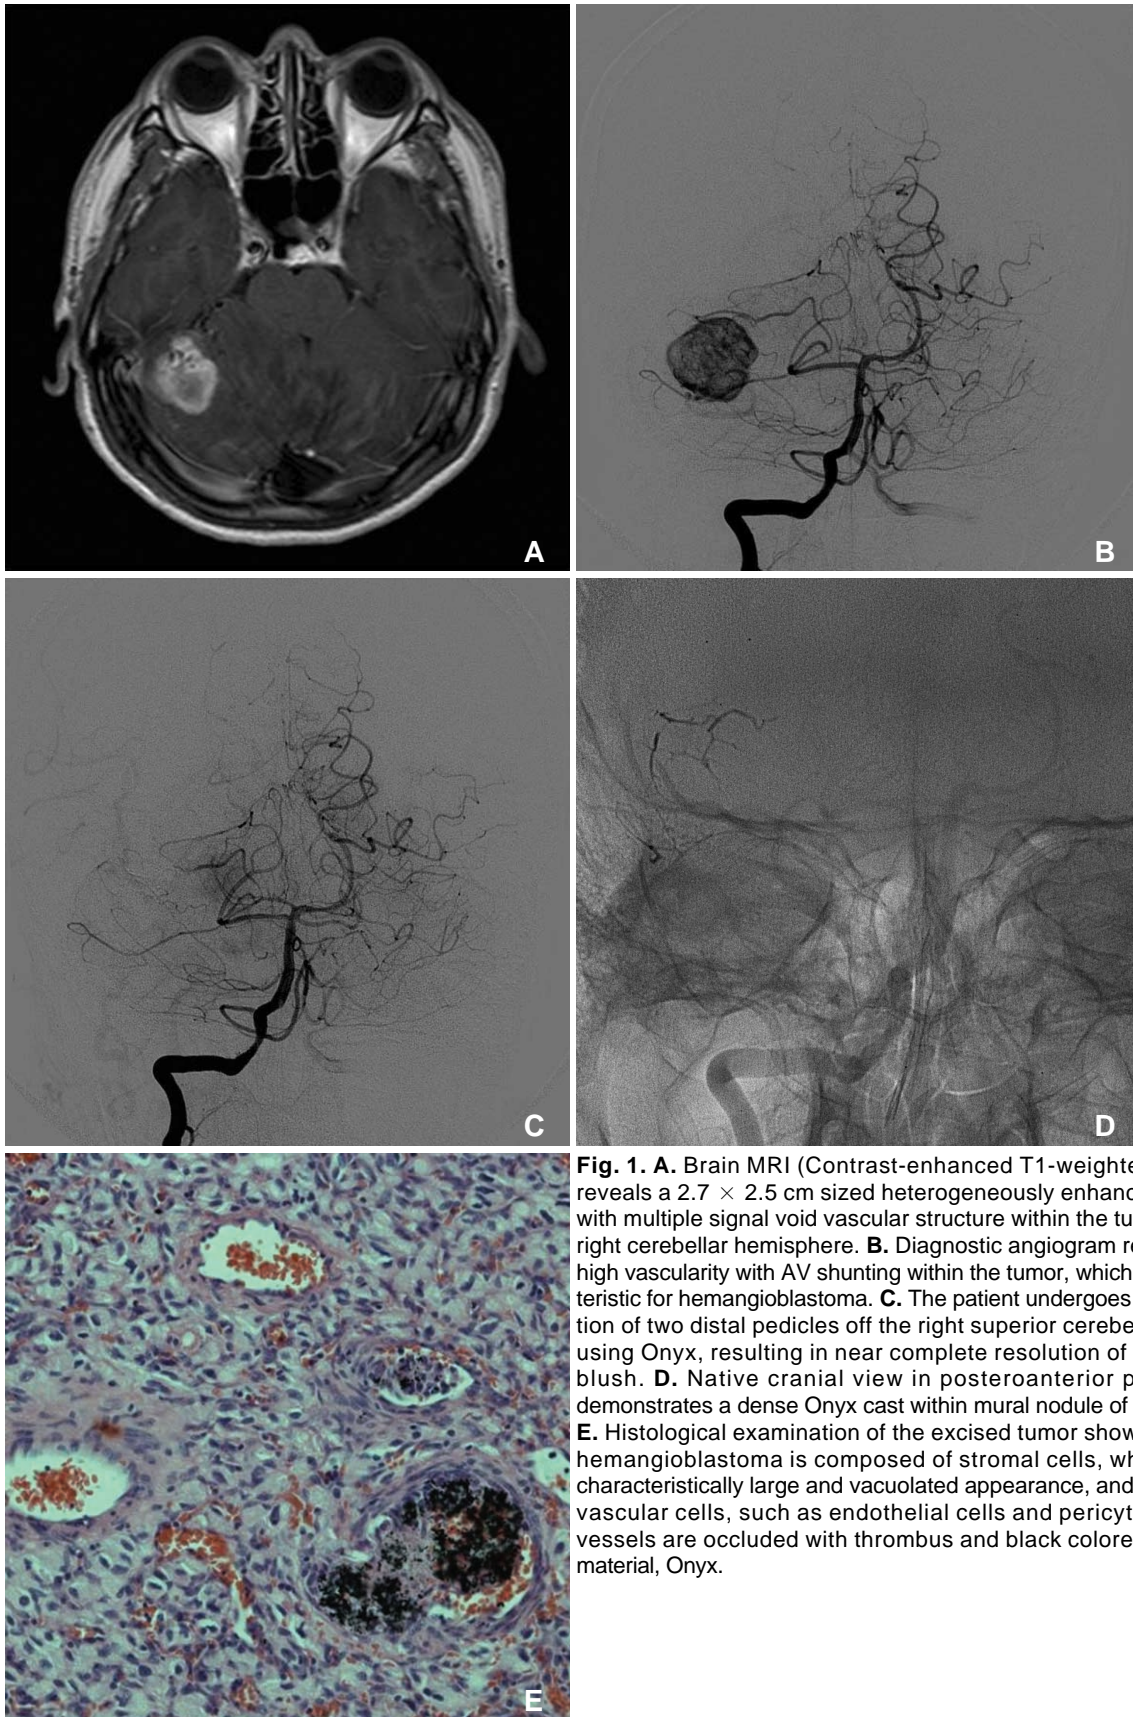 A
B
C
D
E
Fig. 1. A. Brain MRI (Contrast-enhanced T1-weighte
reveals a 2.7 × 2.5 cm sized heterogeneously enhanc
with multiple signal void vascular structure within the tu
right cerebellar hemisphere. B. Diagnostic angiogram re
high vascularity with AV shunting within the tumor, which
teristic for hemangioblastoma. C. The patient undergoes
tion of two distal pedicles off the right superior cerebe
using Onyx, resulting in near complete resolution of
blush. D. Native cranial view in posteroanterior p
demonstrates a dense Onyx cast within mural nodule of
E. Histological examination of the excised tumor show
hemangioblastoma is composed of stromal cells, wh
characteristically large and vacuolated appearance, and
vascular cells, such as endothelial cells and pericyt
vessels are occluded with thrombus and black colore
material, Onyx.